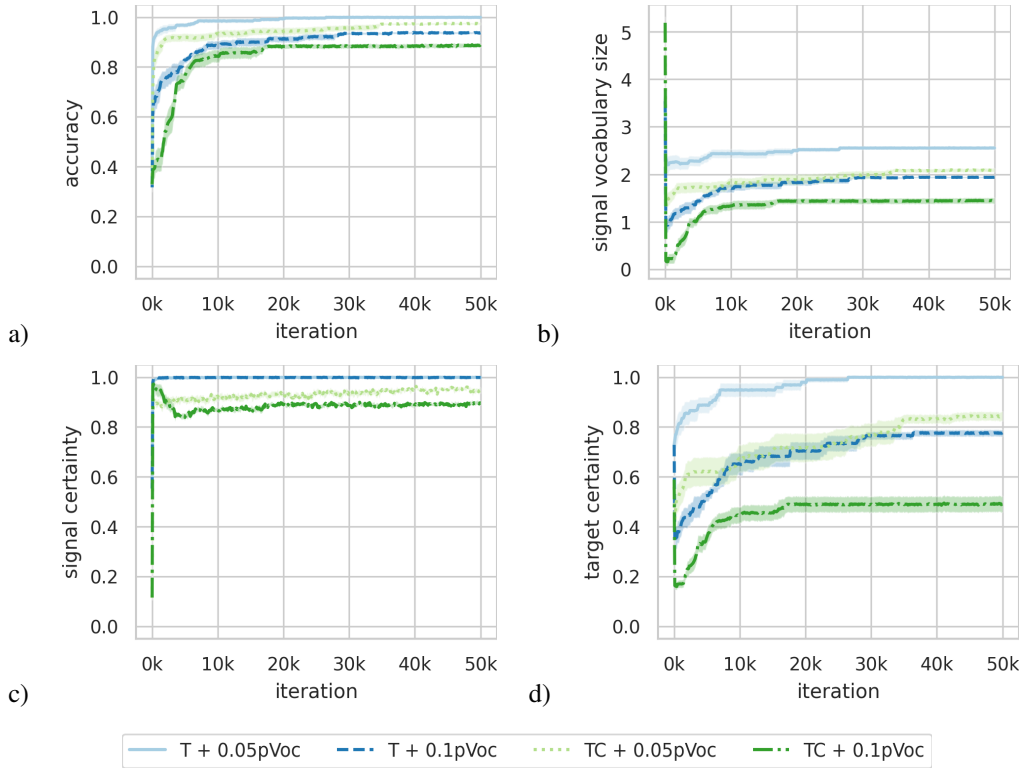 1.0
0.8
0.6
0.4
0.2
0.0
accuracy
0k 10k 20k 30k 40k 50k
iteration
a)
5
4
3
2
1
0
signal vocabulary size
0k 10k 20k 30k 40k 50k
iteration
b)
1.0
0.8
0.6
0.4
0.2
0.0
signal certainty
0k 10k 20k 30k 40k 50k
iteration
c)
1.0
0.8
0.6
0.4
0.2
0.0
target certainty
0k 10k 20k 30k 40k 50k
iteration
d)
T + 0.05pVoc T + 0.1pVoc TC + 0.05pVoc TC + 0.1pVoc